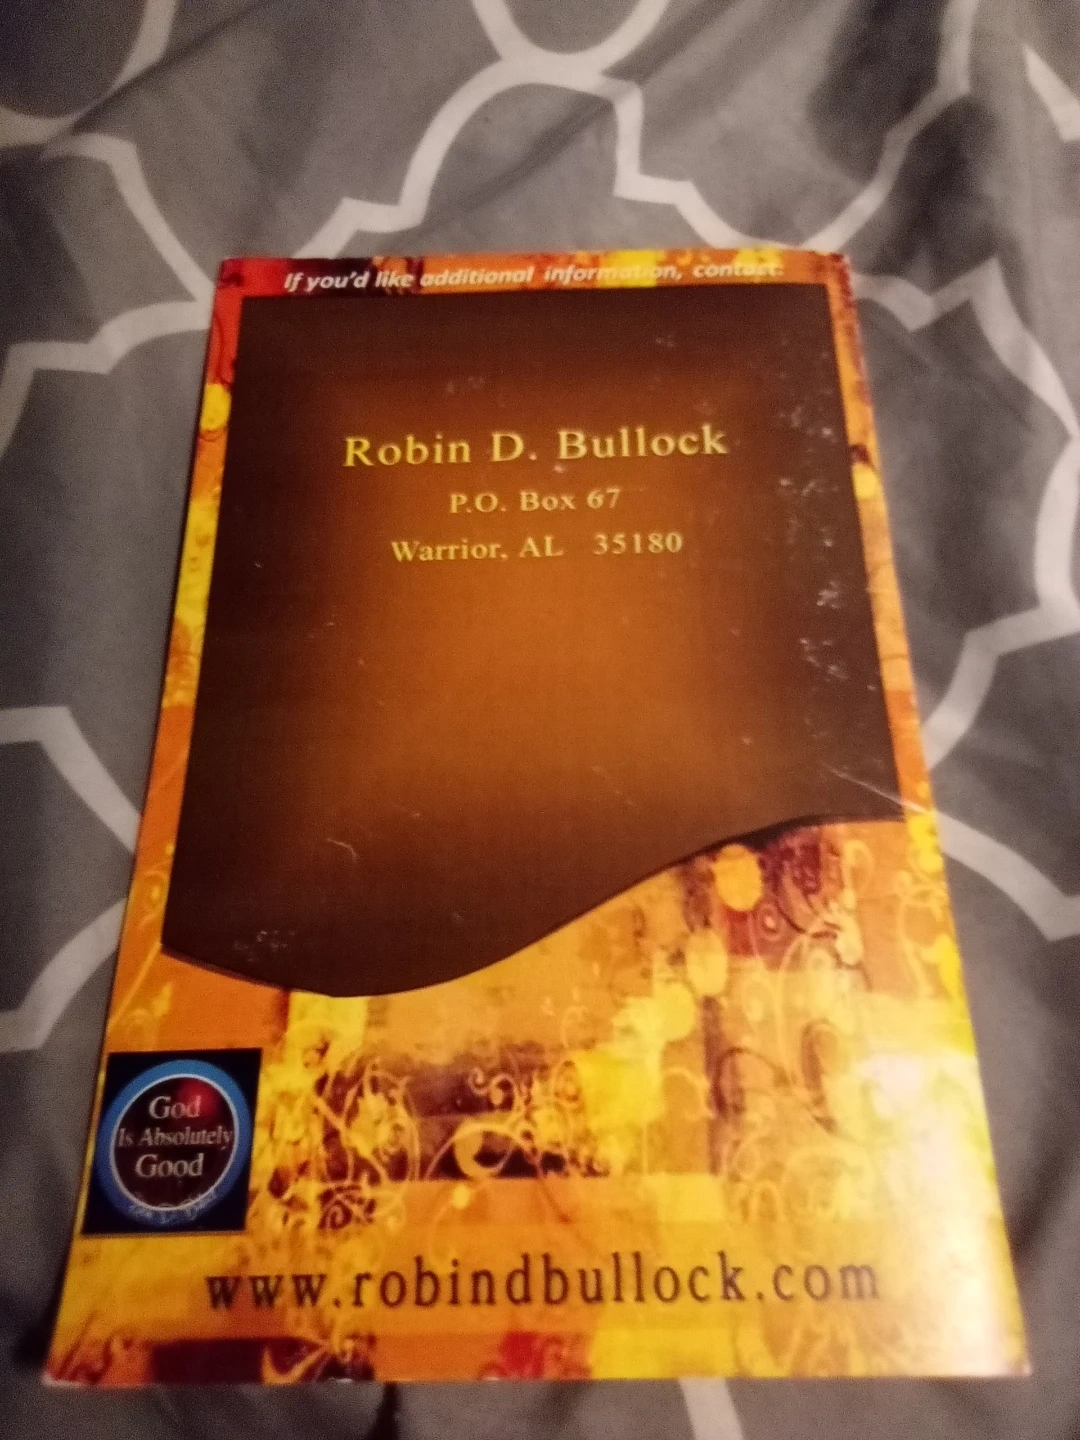 If you'd like additional information, contact:
Robin D. Bullock
P.O. Box 67
Warrior, AL 35180
God
Is Absolutely
Good
www.robindbullock.com